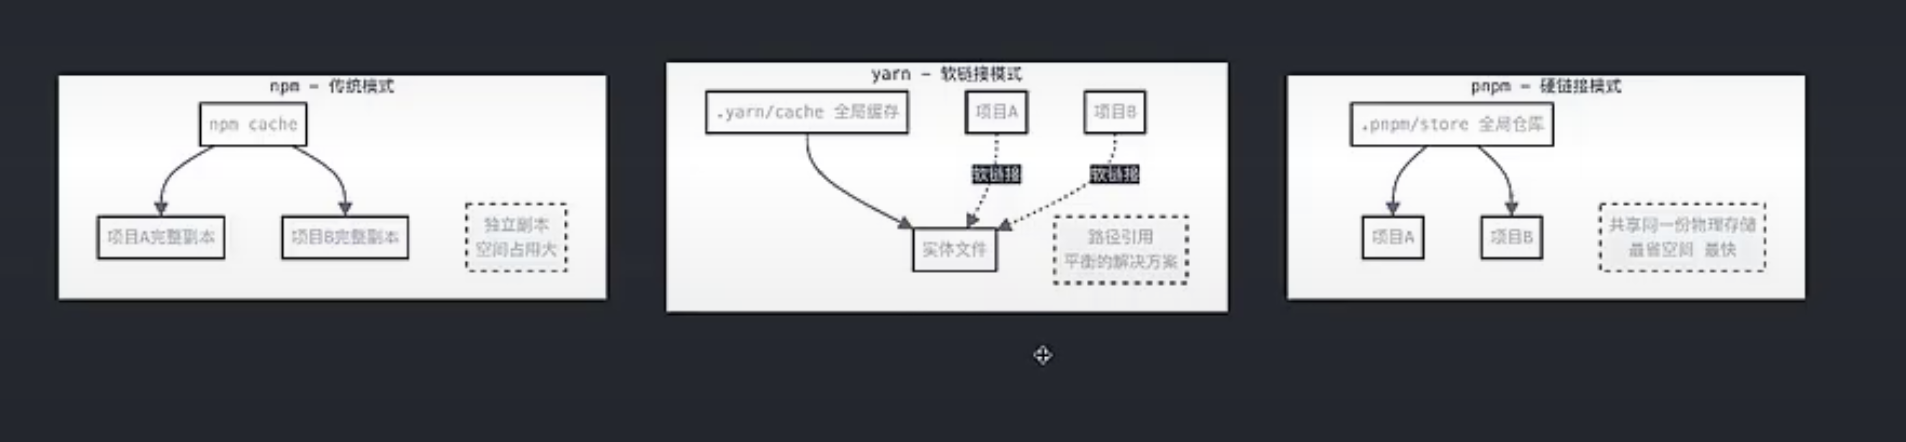 npm - 传统模式
npm cache
项目A完整副本
项目B完整副本
独立副本
空间占用大
yarn - 软链接模式
.yarn/cache 全局缓存
项目A
项目B
软链接
软链接
实体文件
路径引用
平衡的解决方案
pnpm - 硬链接模式
.pnpm/store 全局仓库
项目A
项目B
共享同一份物理存储
最省空间 最快